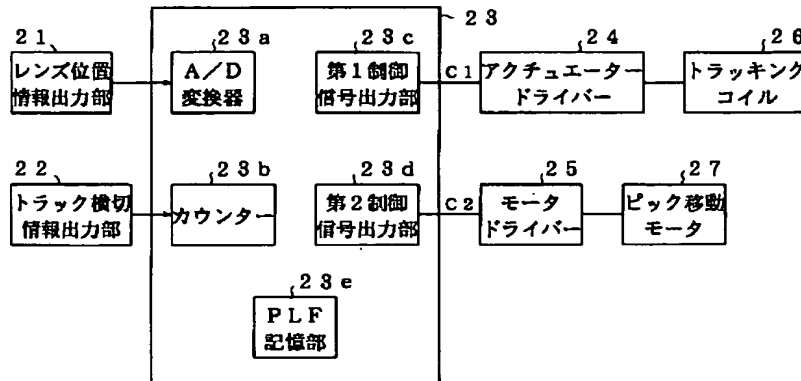 23
21
レンズ位置
情報出力部
23a
A/D
変換器
23c
第1制御
信号出力部
C1
24
アクチュエーター
ドライバー
26
トラッキング
コイル
22
トラック横切
情報出力部
23b
カウンター
23d
第2制御
信号出力部
C2
25
モータ
ドライバー
27
ピック移動
モータ
23e
PLF
記憶部